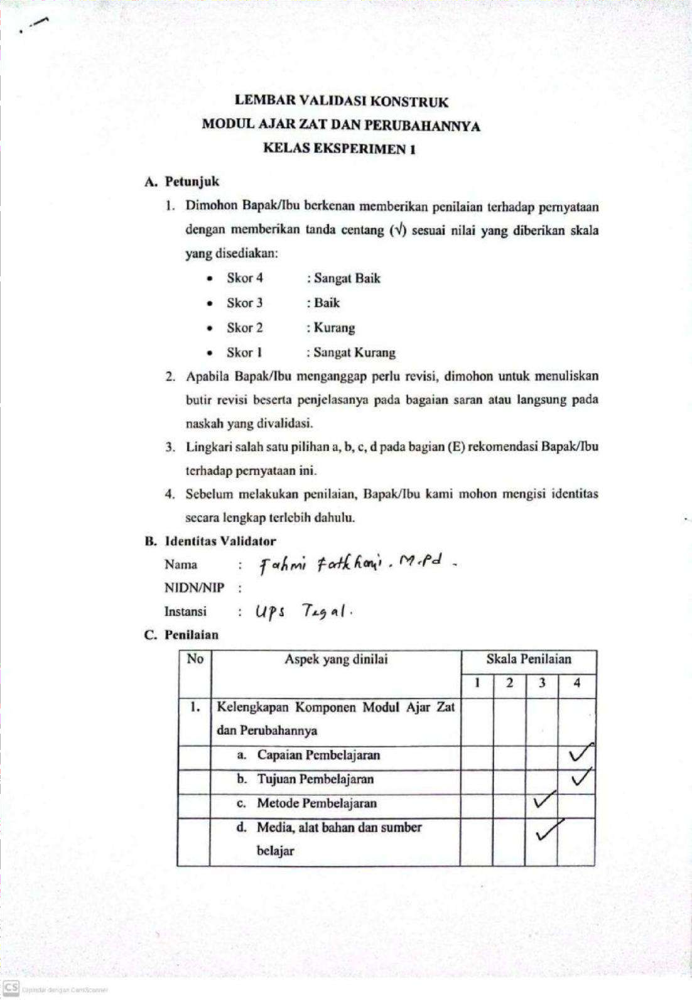 LEMBAR VALIDASI KONSTRUK
MODUL AJAR ZAT DAN PERUBAHANNYA
KELAS EKSPERIMEN 1
A. Petunjuk
1. Dimohon Bapak/Ibu berkenan memberikan penilaian terhadap pernyataan
dengan memberikan tanda centang (√) sesuai nilai yang diberikan skala
yang disediakan:
• Skor 4 : Sangat Baik
• Skor 3 : Baik
• Skor 2 : Kurang
• Skor 1 : Sangat Kurang
2. Apabila Bapak/Ibu menganggap perlu revisi, dimohon untuk menuliskan
butir revisi beserta penjelasanya pada bagaian saran atau langsung pada
naskah yang divalidasi.
3. Lingkari salah satu pilihan a, b, c, d pada bagian (E) rekomendasi Bapak/Ibu
terhadap pernyataan ini.
4. Sebelum melakukan penilaian, Bapak/Ibu kami mohon mengisi identitas
secara lengkap terlebih dahulu.
B. Identitas Validator
Nama : Fahmi Fatkhomi. M.Pd.
NIDN/NIP :
Instansi : UPS Tegal.
C. Penilaian
No Aspek yang dinilai Skala Penilaian
1 2 3 4
1. Kelengkapan Komponen Modul Ajar Zat
dan Perubahannya
a. Capaian Pembelajaran ✓
b. Tujuan Pembelajaran ✓
c. Metode Pembelajaran ✓
d. Media, alat bahan dan sumber ✓
belajar
CS Dipindai dengan CamScanner